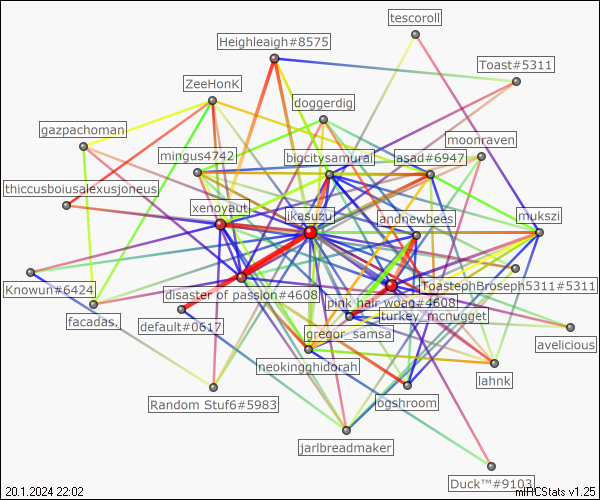 tescoroll
Heighleaigh#8575
Toast#5311
ZeeHonK
doggerdig
gazpachoman
moonraven
mingus4742
bigcitysamurai
asad#6947
thiccusboiusalexusjoneus
xenoyaut
ikasuzu
andnewbees
mukszi
Knowun#6424
disaster of passion#4608
pink hair_woag#4608
ToastephBroseph5311#5311
facadas.
default#0617
turkey_mcnugget
gregor_samsa
avelicious
neokingghidorah
lahnk
Random Stuf6#5983
ogshroom
jarlbreadmaker
Duck™#9103
20.1.2024 22:02
mIRCStats v1.25